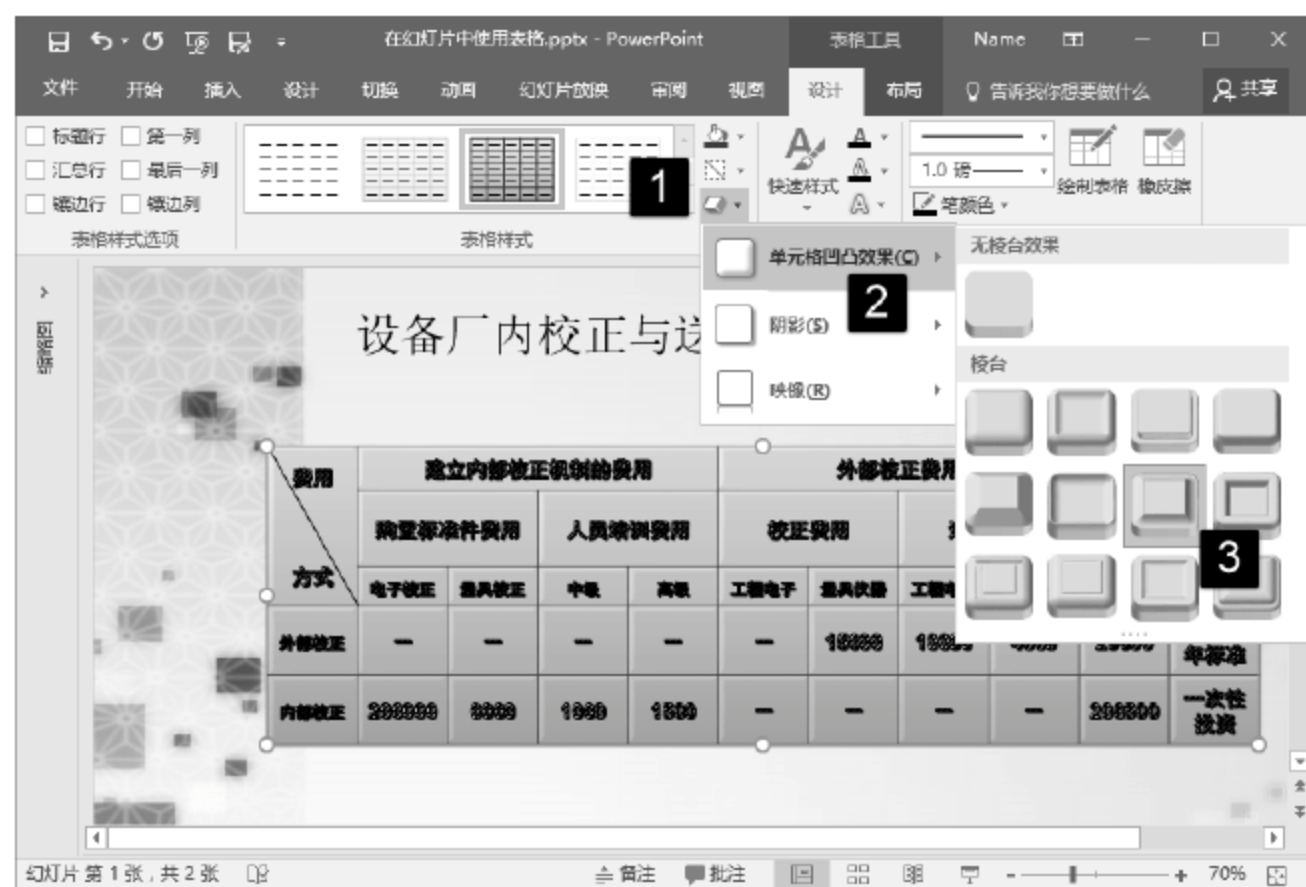 在幻灯片中使用表格.pptx - PowerPoint 表格工具 Name
文件 开始 插入 设计 切换 动画 幻灯片放映 审阅 视图 设计 布局 告诉我你想要做什么 共享
标题行 第一列
汇总行 最后一列
镶边行 镶边列
表格样式选项
表格样式
1
快速样式
1.0 磅
笔颜色
绘制表格 橡皮擦
单元格凹凸效果(C)
2
阴影(S)
映像(R)
无棱台效果
棱台
3
缩略图
设备厂内校正与送
费用 建立内部校正机制的费用 外部校正费用
购置标准件费用 人员培训费用 校正费用
方式 电子校正 量具校正 中级 高级 工程电子 量具仪器
外部校正 — — — — —
年标准
内部校正 — — — —
一次性
投资
幻灯片 第 1 张，共 2 张 备注 批注 70%